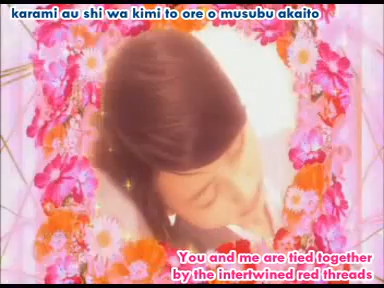 karami au shi wa kimi to ore o musubu akaito
You and me are tied together
by the intertwined red threads